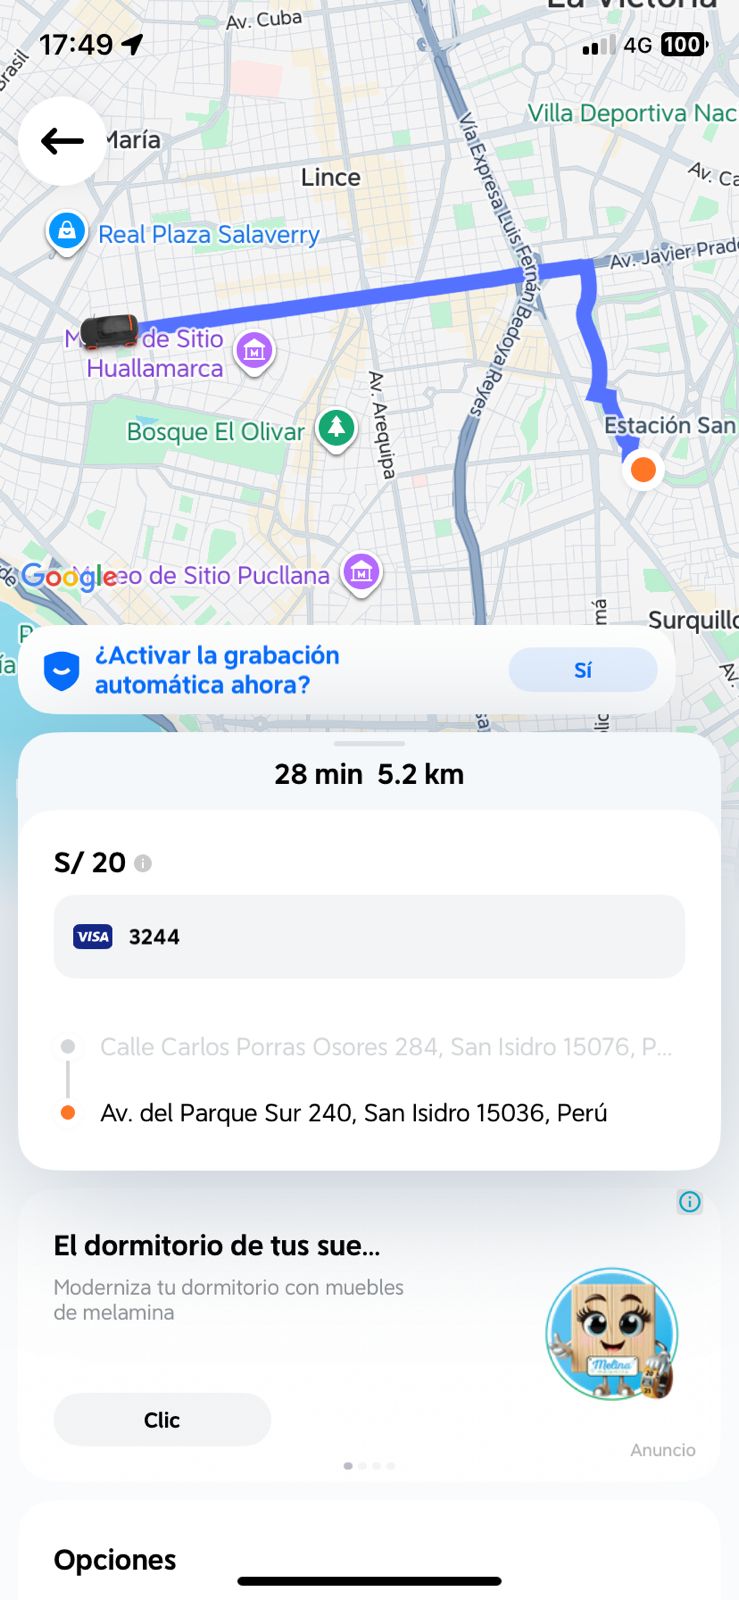 La Victoria
Av. Cuba
17:49
4G 100
Brasil
Villa Deportiva Nac
María
Lince
Av. Ca
Vía Expresa Luis Fernán Bedoya Reyes
Real Plaza Salaverry
Av. Javier Prado
M de Sitio
Huallamarca
M
Av. Arequipa
Estación San
Bosque El Olivar
Google
eo de Sitio Pucllana
M
Surquillo
¿Activar la grabación
automática ahora?
Sí
28 min 5.2 km
S/ 20
VISA 3244
Calle Carlos Porras Osores 284, San Isidro 15076, P...
Av. del Parque Sur 240, San Isidro 15036, Perú
El dormitorio de tus sue...
Moderniza tu dormitorio con muebles
de melamina
Melina
Clic
Anuncio
Opciones